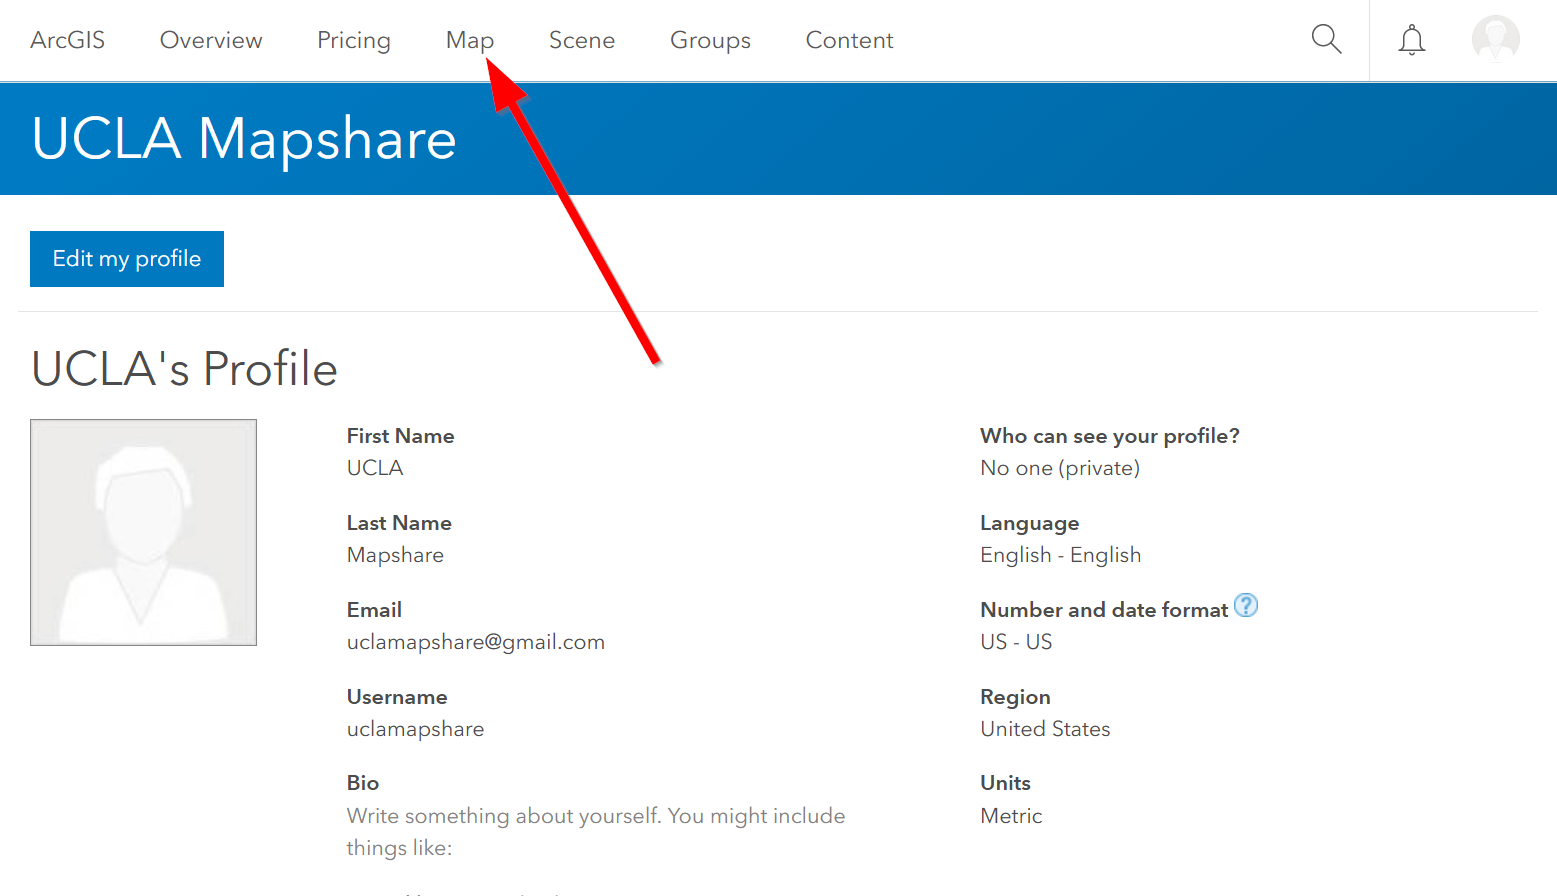 ArcGIS Overview Pricing Map Scene Groups Content
UCLA Mapshare
Edit my profile
UCLA's Profile
First Name
UCLA
Last Name
Mapshare
Email
uclamapshare@gmail.com
Username
uclamapshare
Bio
Write something about yourself. You might include
things like:
Who can see your profile?
No one (private)
Language
English - English
Number and date format ?
US - US
Region
United States
Units
Metric